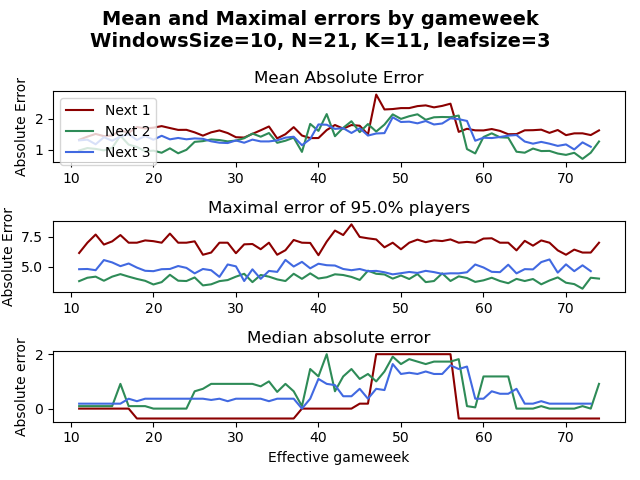 Mean and Maximal errors by gameweek
WindowsSize=10, N=21, K=11, leafsize=3
Mean Absolute Error
Absolute Error
2
1
Next 1
Next 2
Next 3
10 20 30 40 50 60 70
Maximal error of 95.0% players
Absolute Error
7.5
5.0
10 20 30 40 50 60 70
Median absolute error
Absolute error
2
0
10 20 30 40 50 60 70
Effective gameweek